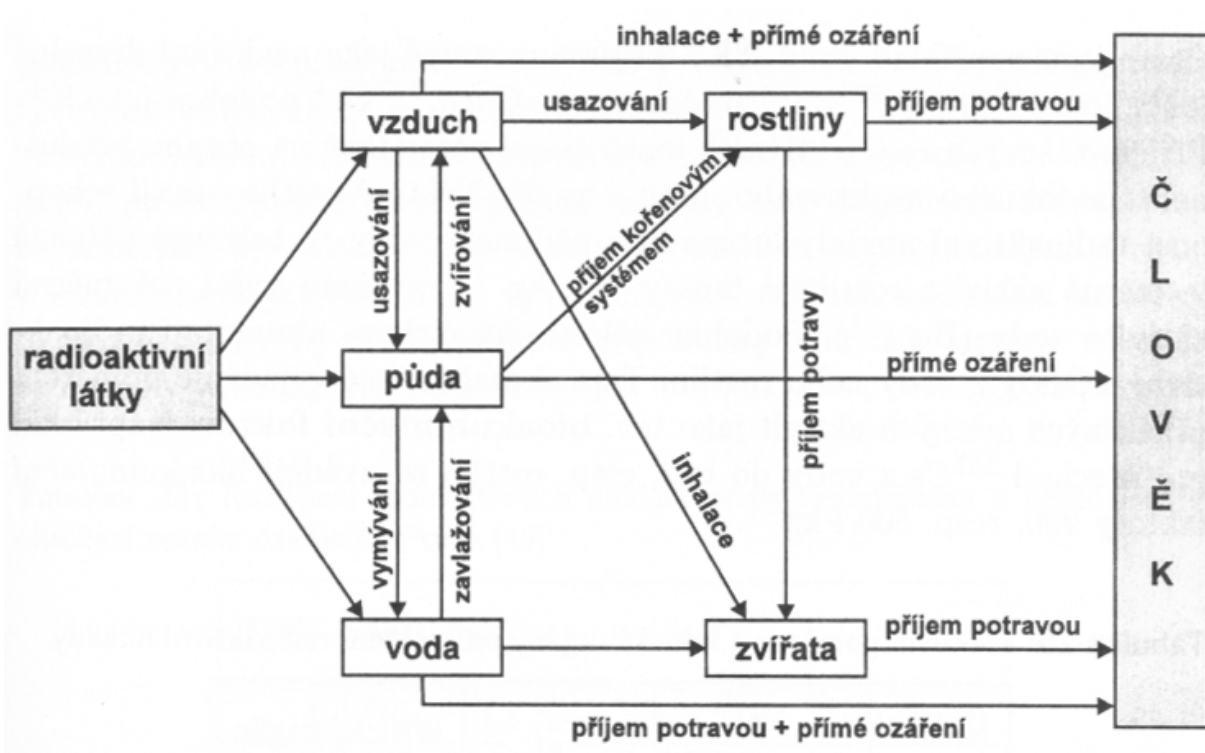 inhalace + přímé ozáření
vzduch
usazování
rostliny
příjem potravou
usazování
zvířování
příjem kořenovým
systémem
radioaktivní
látky
půda
příjem potravy
přímé ozáření
ČLOVĚK
vymývání
zavlažování
inhalace
voda
zvířata
příjem potravou
příjem potravou + přímé ozáření